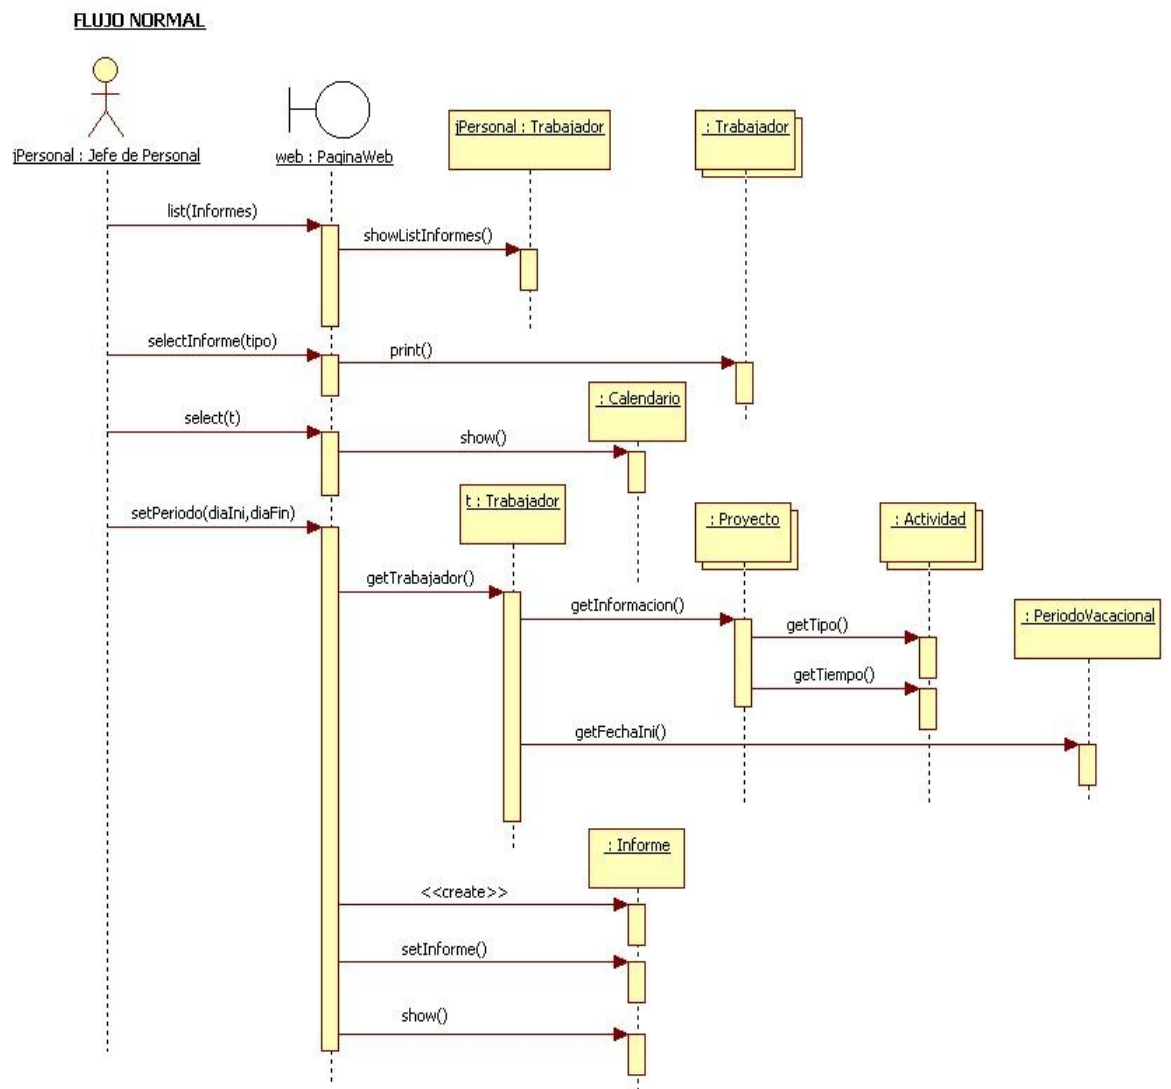 FLUJO NORMAL
jPersonal : Jefe de Personal
web : PaginaWeb
jPersonal : Trabajador
: Trabajador
list(Informes)
showListInformes()
selectInforme(tipo)
print()
: Calendario
select(t)
show()
t : Trabajador
: Proyecto
: Actividad
setPeriodo(diaIni,diaFin)
getTrabajador()
getInformacion()
: PeriodoVacacional
getTipo()
getTiempo()
getFechaIni()
: Informe
<<create>>
setInforme()
show()